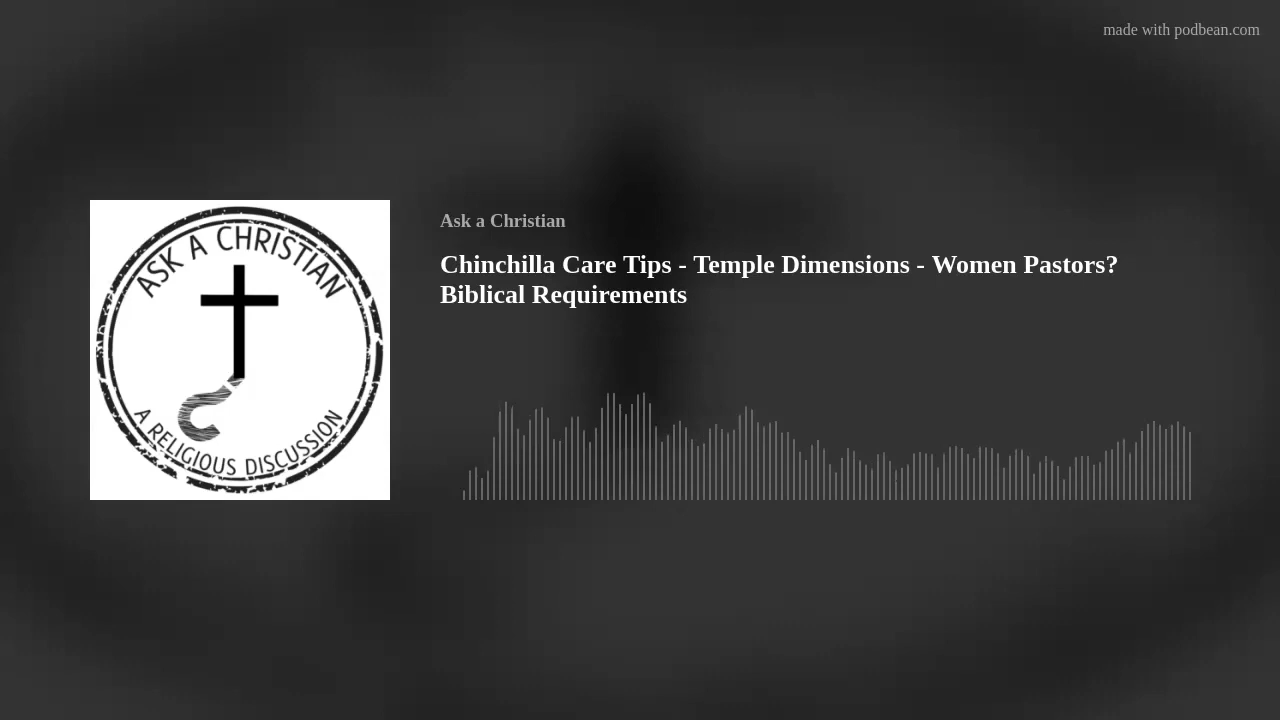 made with podbean.com
ASK A CHRISTIAN
A RELIGIOUS DISCUSSION
Ask a Christian
Chinchilla Care Tips - Temple Dimensions - Women Pastors?
Biblical Requirements